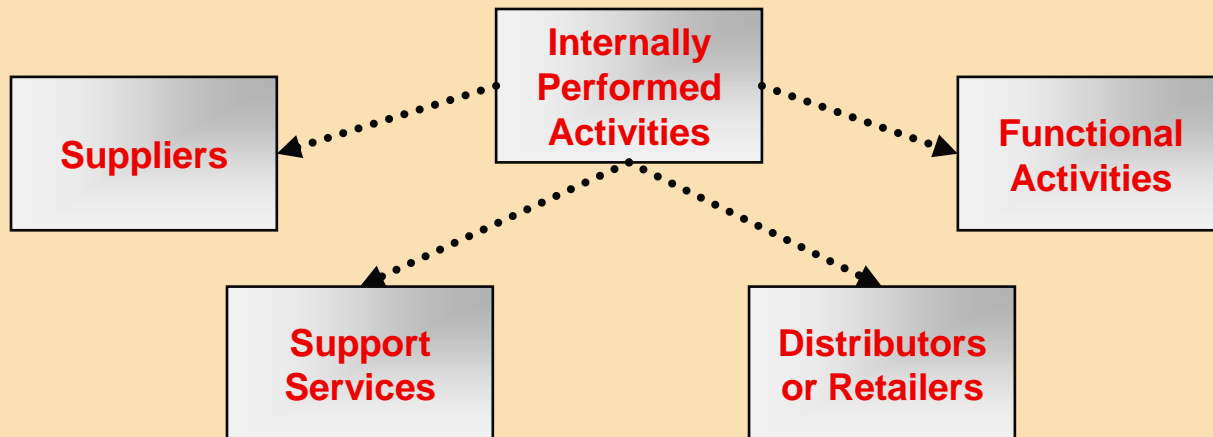 Internally
Performed
Activities
Suppliers
Functional
Activities
Support
Services
Distributors
or Retailers